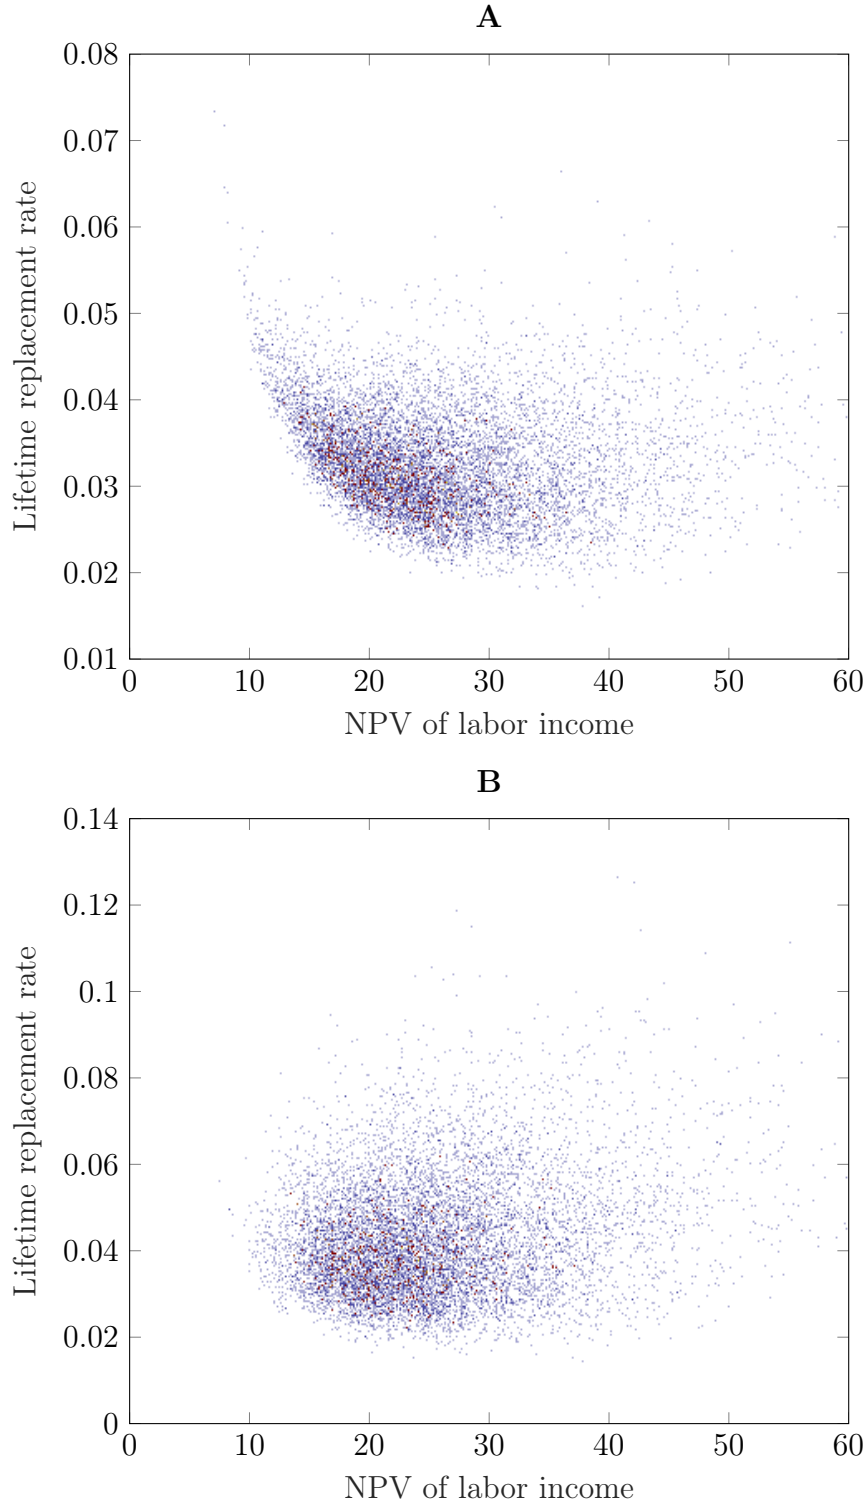 A
0.08
0.07
0.06
0.05
0.04
0.03
0.02
0.01
Lifetime replacement rate
0 10 20 30 40 50 60
NPV of labor income
B
0.14
0.12
0.1
0.08
0.06
0.04
0.02
0
Lifetime replacement rate
0 10 20 30 40 50 60
NPV of labor income